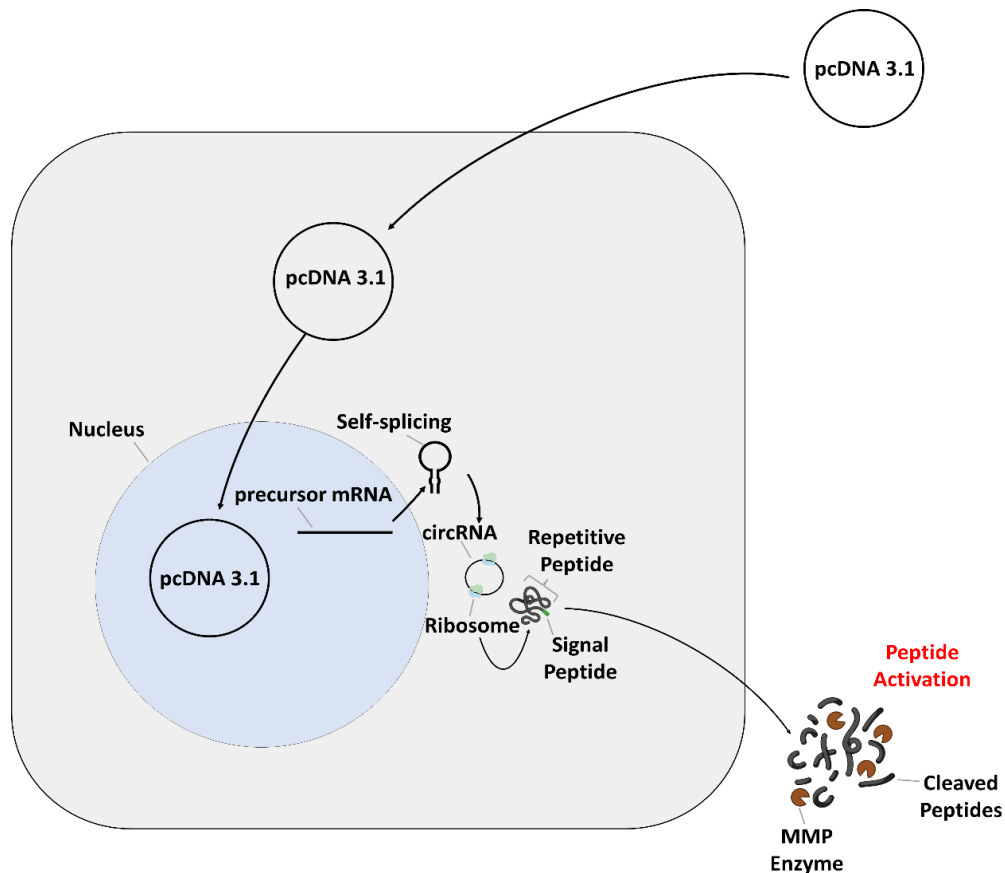 pcDNA 3.1
pcDNA 3.1
Nucleus
Self-splicing
precursor mRNA
circRNA
Repetitive
Peptide
pcDNA 3.1
Ribosome
Signal
Peptide
Peptide
Activation
Cleaved
Peptides
MMP
Enzyme